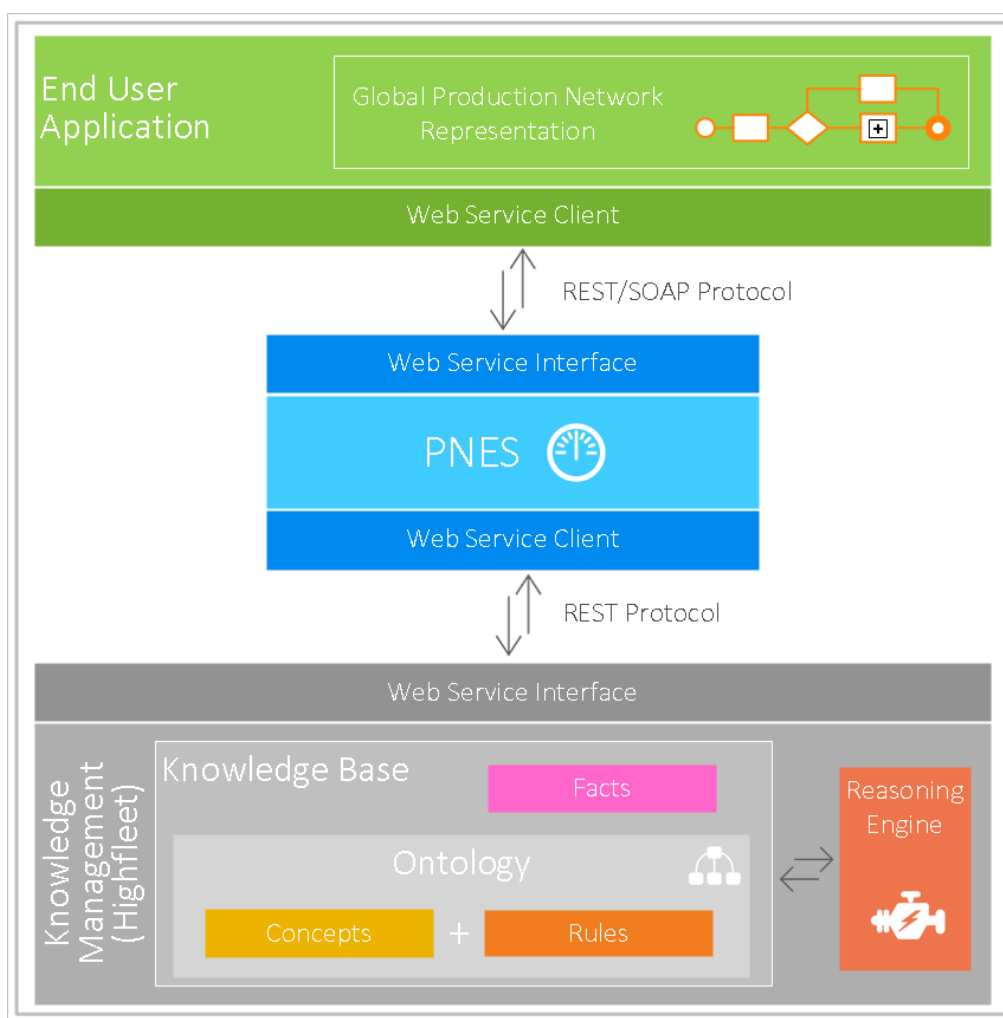 End User
Application
Global Production Network
Representation
Web Service Client
REST/SOAP Protocol
Web Service Interface
PNES
Web Service Client
REST Protocol
Web Service Interface
Knowledge
Management
(Highfleet)
Knowledge Base
Facts
Ontology
Concepts
+
Rules
Reasoning
Engine